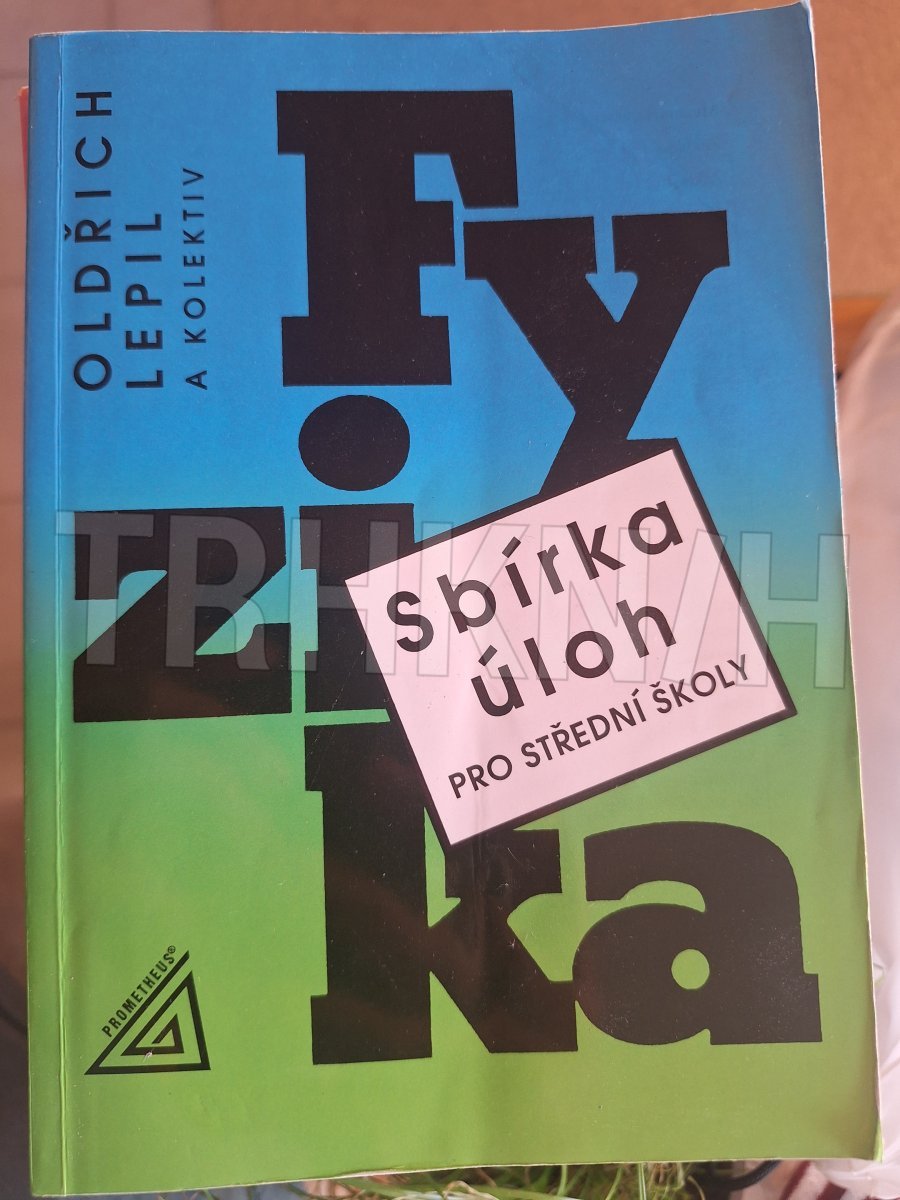 OLDŘICH
LEPIL
A KOLEKTIV
Fy
zi
ka
Sbírka
úloh
PRO STŘEDNÍ ŠKOLY
PROMETHEUS®
TRHKNIH